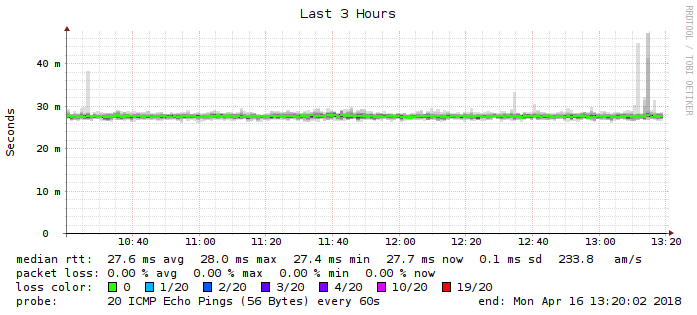 Last 3 Hours
RRDTOOL / TOBI OETIKER
Seconds
40 m
30 m
20 m
10 m
0
10:40 11:00 11:20 11:40 12:00 12:20 12:40 13:00 13:20
median rtt: 27.6 ms avg 28.0 ms max 27.4 ms min 27.7 ms now 0.1 ms sd 233.8 am/s
packet loss: 0.00 % avg 0.00 % max 0.00 % min 0.00 % now
loss color: 0 1/20 2/20 3/20 4/20 10/20 19/20
probe: 20 ICMP Echo Pings (56 Bytes) every 60s end: Mon Apr 16 13:20:02 2018